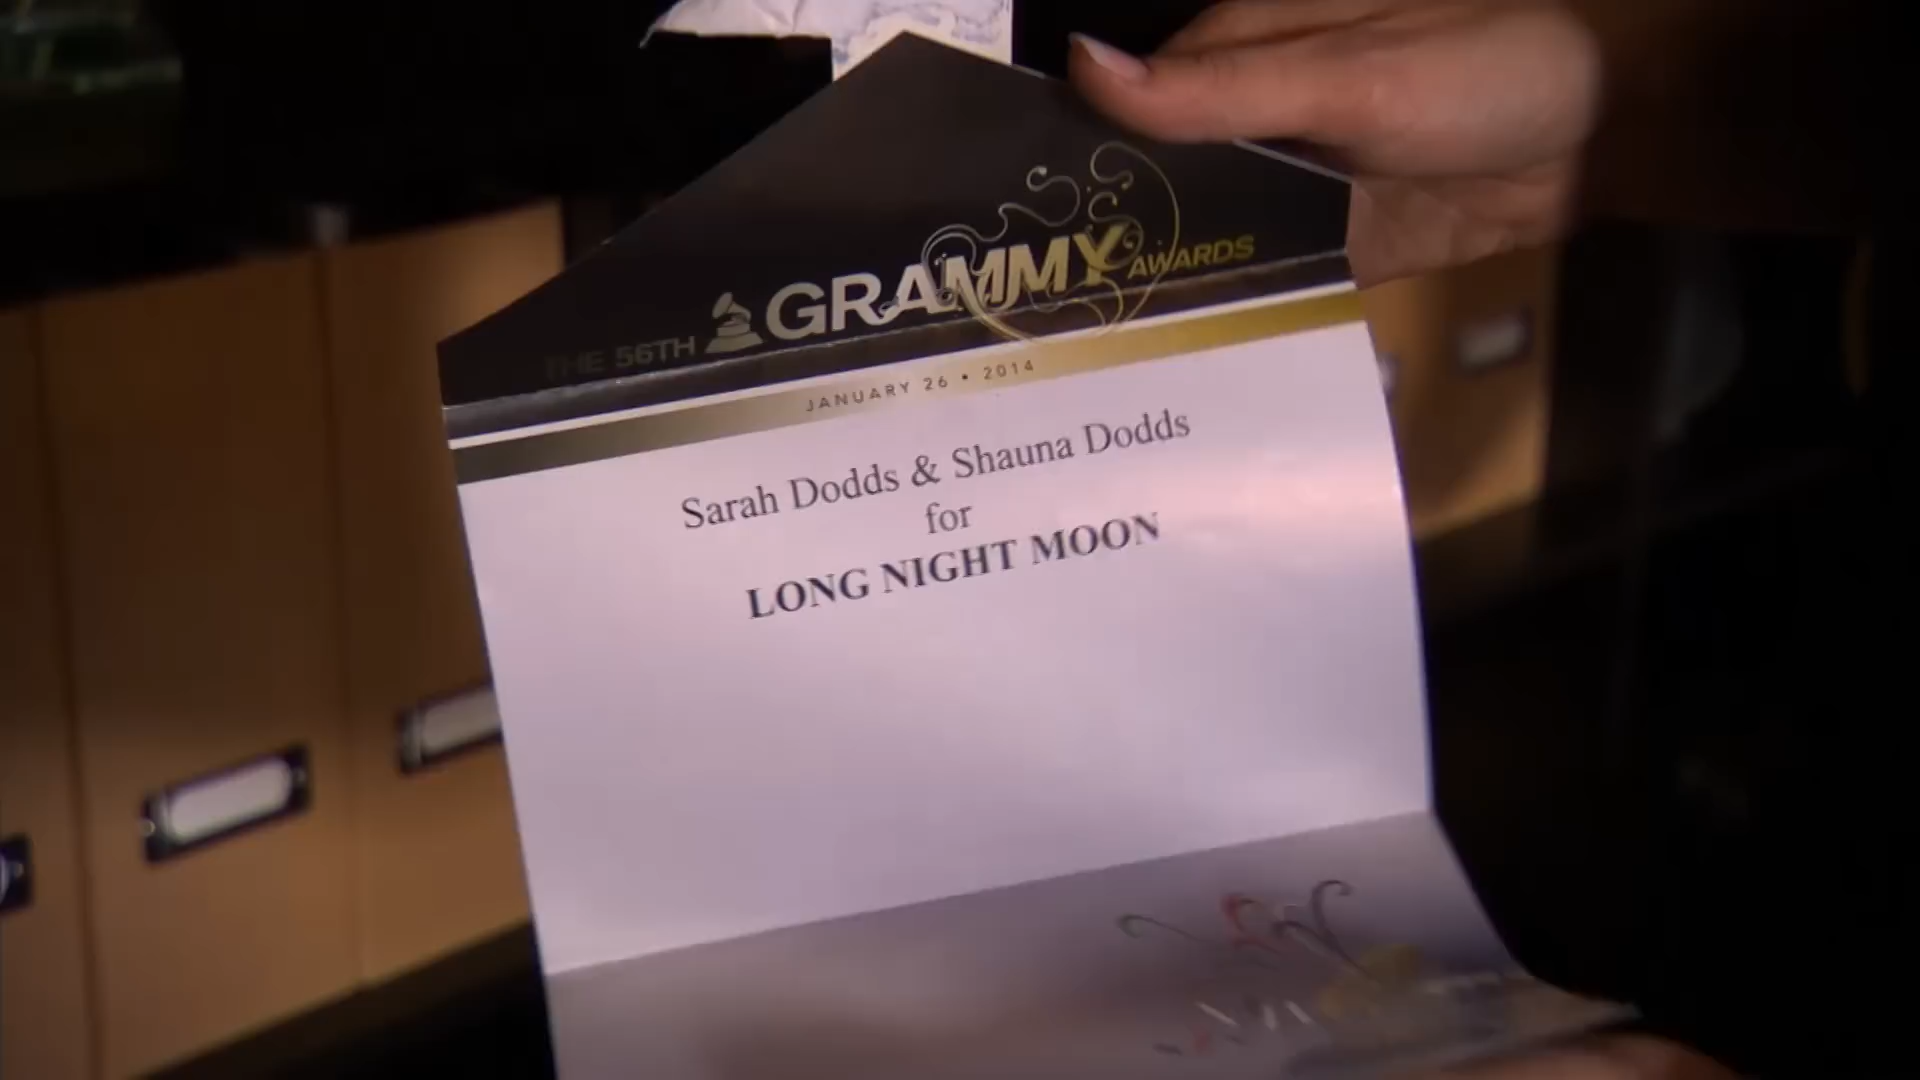 THE 56TH GRAMMY AWARDS
JANUARY 26 • 2014
Sarah Dodds & Shauna Dodds
for
LONG NIGHT MOON